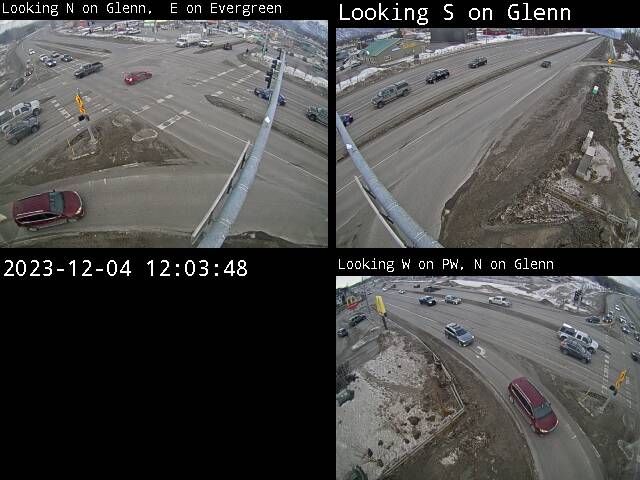 Looking N on Glenn,  E on Evergreen
Looking S on Glenn
2023-12-04 12:03:48
Looking W on PW, N on Glenn